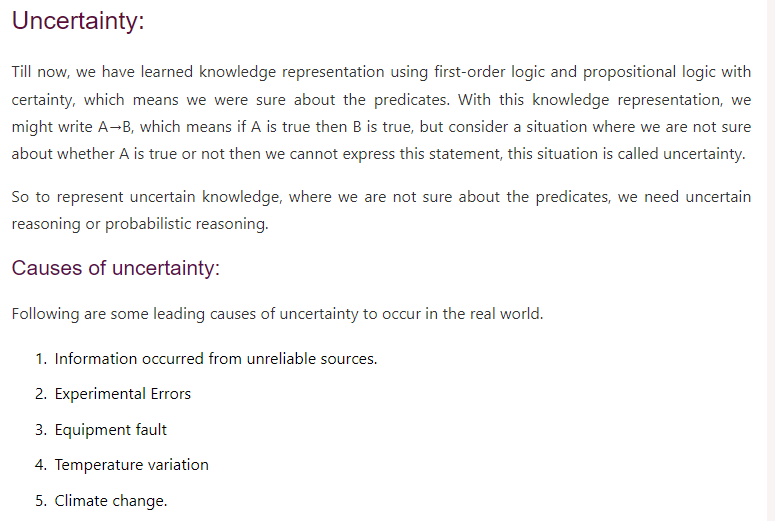 Uncertainty:
Till now, we have learned knowledge representation using first-order logic and propositional logic with
certainty, which means we were sure about the predicates. With this knowledge representation, we
might write A→B, which means if A is true then B is true, but consider a situation where we are not sure
about whether A is true or not then we cannot express this statement, this situation is called uncertainty.
So to represent uncertain knowledge, where we are not sure about the predicates, we need uncertain
reasoning or probabilistic reasoning.
Causes of uncertainty:
Following are some leading causes of uncertainty to occur in the real world.
1. Information occurred from unreliable sources.
2. Experimental Errors
3. Equipment fault
4. Temperature variation
5. Climate change.